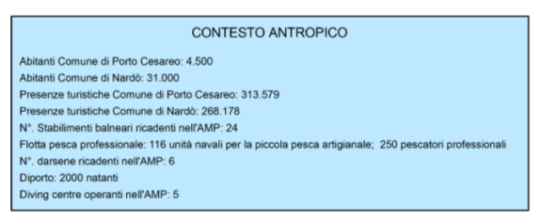 CONTESTO ANTROPICO
Abitanti Comune di Porto Cesareo: 4.500
Abitanti Comune di Nardò: 31.000
Presenze turistiche Comune di Porto Cesareo: 313.579
Presenze turistiche Comune di Nardò: 268.178
N°. Stabilimenti balneari ricadenti nell'AMP: 24
Flotta pesca professionale: 116 unità navali per la piccola pesca artigianale; 250 pescatori professionali
N°. darsene ricadenti nell'AMP: 6
Diporto: 2000 natanti
Diving centre operanti nell'AMP: 5